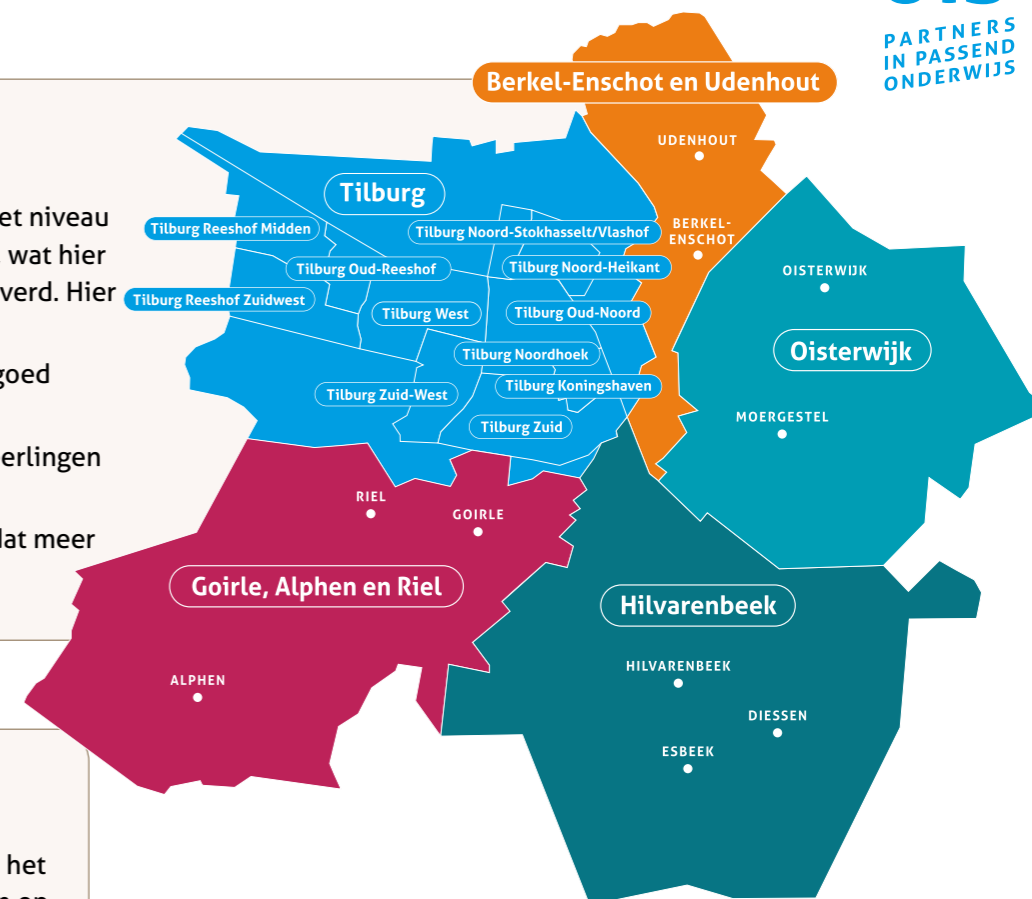 PARTNERS
IN PASSEND
ONDERWIJS
et niveau
wat hier
verd. Hier
goed
erlingen
dat meer
het
Berkel-Enschot en Udenhout
UDENHOUT
BERKEL-
ENSCHOT
Tilburg
Tilburg Reeshof Midden
Tilburg Noord-Stokhasselt/Vlashof
Tilburg Oud-Reeshof
Tilburg Noord-Heikant
Tilburg Reeshof Zuidwest
Tilburg West
Tilburg Oud-Noord
Tilburg Noordhoek
Tilburg Zuid-West
Tilburg Koningshaven
Tilburg Zuid
OISTERWIJK
Oisterwijk
MOERGESTEL
RIEL
GOIRLE
Goirle, Alphen en Riel
ALPHEN
Hilvarenbeek
HILVARENBEEK
DIESSEN
ESBEEK